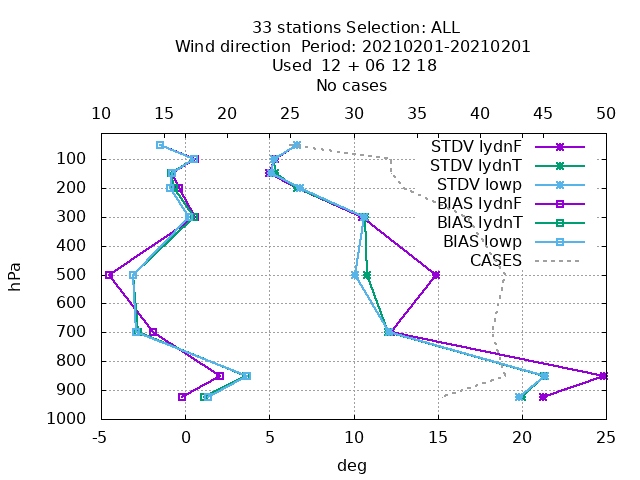 33 stations Selection: ALL
Wind direction  Period: 20210201-20210201
Used  12 + 06 12 18
No cases
10 15 20 25 30 35 40 45 50
STDV lydnF
STDV lydnT
STDV lowp
BIAS lydnF
BIAS lydnT
BIAS lowp
CASES
100
200
300
400
500
600
700
800
900
1000
hPa
-5 0 5 10 15 20 25
deg